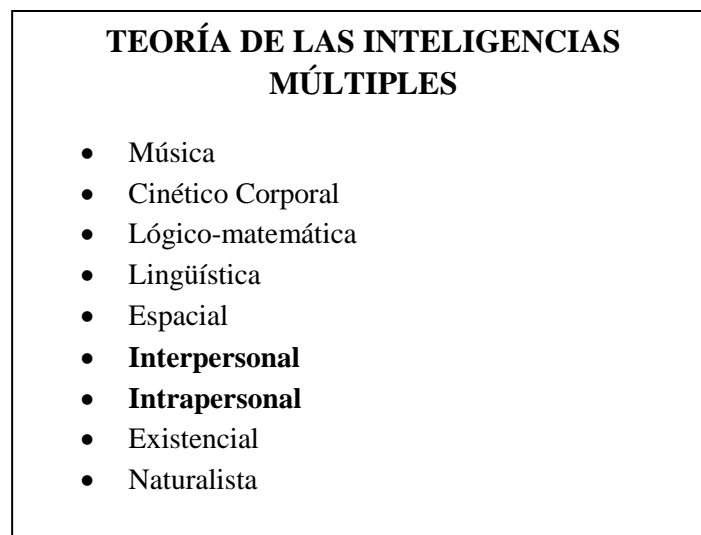 TEORÍA DE LAS INTELIGENCIAS
MÚLTIPLES
• Música
• Cinético Corporal
• Lógico-matemática
• Lingüística
• Espacial
• Interpersonal
• Intrapersonal
• Existencial
• Naturalista